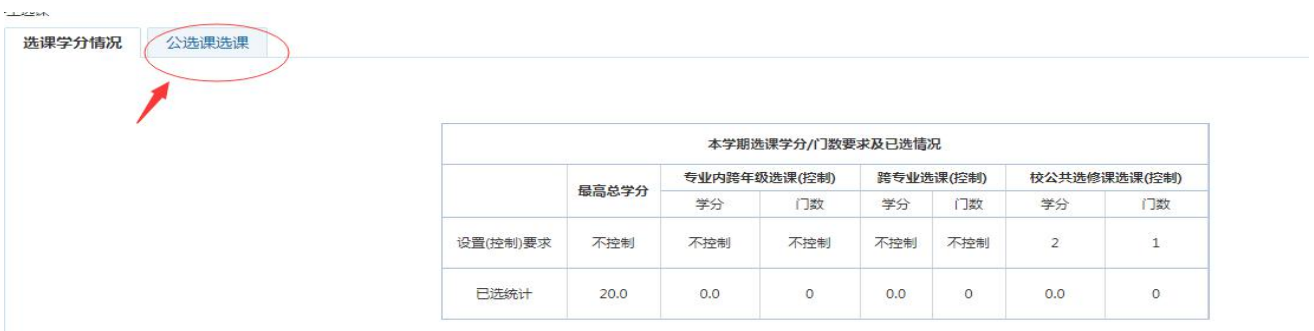 选课学分情况 公选课选课
本学期选课学分/门数要求及已选情况
最高总学分 专业内跨年级选课(控制) 跨专业选课(控制) 校公共选修课选课(控制)
学分 门数 学分 门数 学分 门数
设置(控制)要求 不控制 不控制 不控制 不控制 不控制 2 1
已选统计 20.0 0.0 0 0.0 0 0.0 0